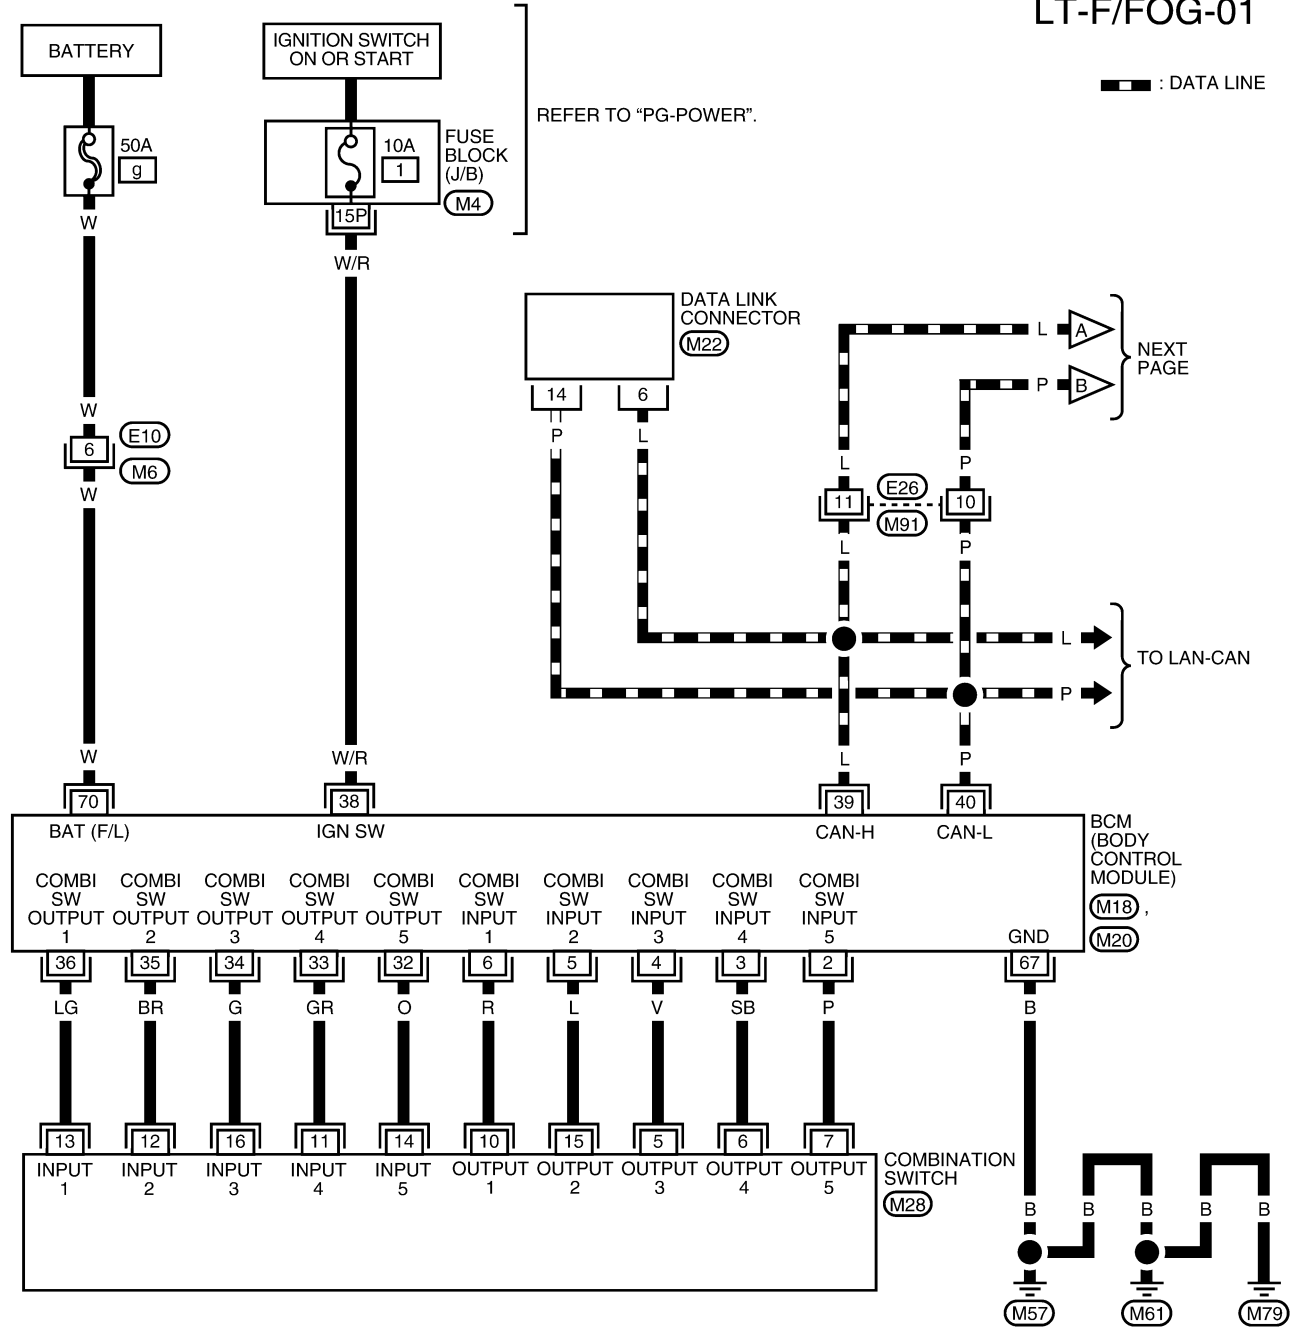 LT-F/FOG-01
BATTERY
IGNITION SWITCH
ON OR START
: DATA LINE
REFER TO “PG-POWER”.
50A
g
10A
1
FUSE
BLOCK
(J/B)
M4
15P
W
W/R
DATA LINK
CONNECTOR
M22
14
6
P
L
L
A
P
B
NEXT
PAGE
W
6
E10
M6
W
L
P
11
E26
M91
10
L
P
L
P
TO LAN-CAN
W
W/R
L
P
70
38
39
40
BAT (F/L)
IGN SW
CAN-H
CAN-L
BCM
(BODY
CONTROL
MODULE)
M18 ,
M20
COMBI
SW
OUTPUT
1
COMBI
SW
OUTPUT
2
COMBI
SW
OUTPUT
3
COMBI
SW
OUTPUT
4
COMBI
SW
OUTPUT
5
COMBI
SW
INPUT
1
COMBI
SW
INPUT
2
COMBI
SW
INPUT
3
COMBI
SW
INPUT
4
COMBI
SW
INPUT
5
GND
36
35
34
33
32
6
5
4
3
2
67
LG
BR
G
GR
O
R
L
V
SB
P
B
13
12
16
11
14
10
15
5
6
7
INPUT
1
INPUT
2
INPUT
3
INPUT
4
INPUT
5
OUTPUT
1
OUTPUT
2
OUTPUT
3
OUTPUT
4
OUTPUT
5
COMBINATION
SWITCH
M28
B
B
B
B
B
M57
M61
M79